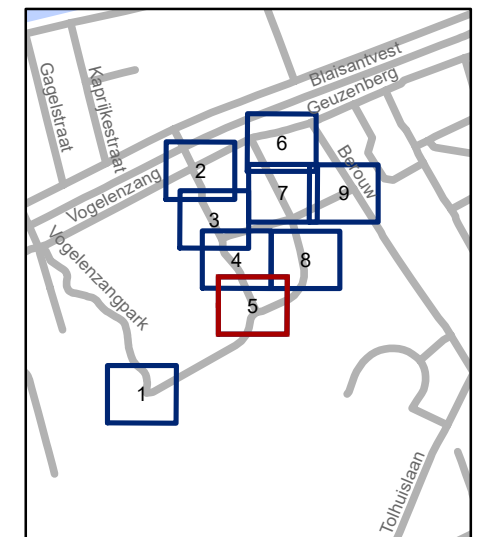 Blaisantvest
Geuzenberg
Gagelstraat
Kaprijkestraat
6
Berouw
2
Vogelenzang
7
9
3
Vogelenzangpark
4
8
5
1
Tolhuislaan